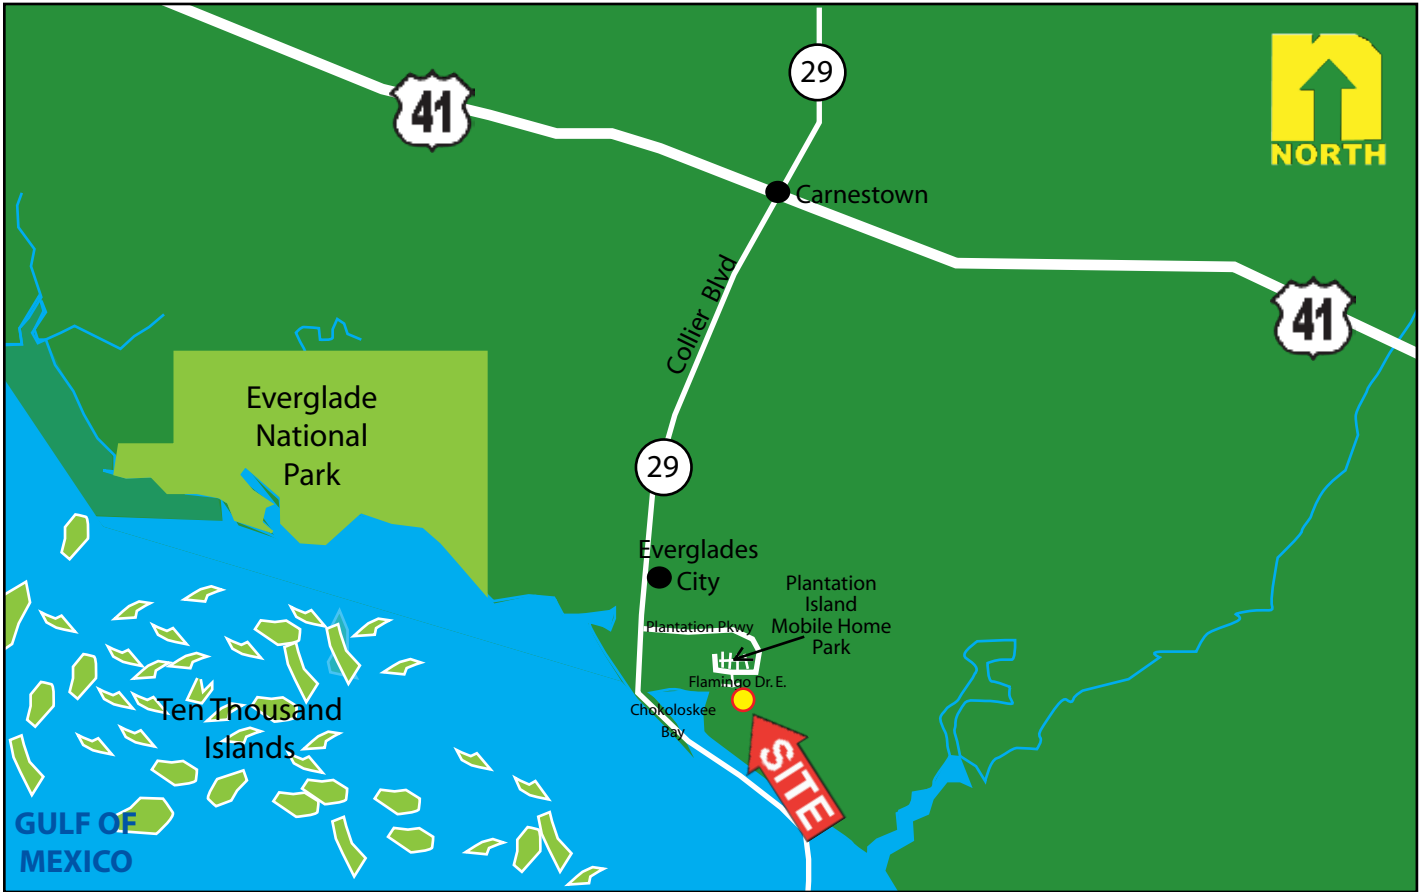 29
41
NORTH
Carnestown
Collier Blvd
41
Everglade
National
Park
29
Everglades
City
Plantation
Island
Mobile Home
Park
Plantation Pkwy
Flamingo Dr. E.
Chokoloskee
Bay
SITE
Ten Thousand
Islands
GULF OF
MEXICO